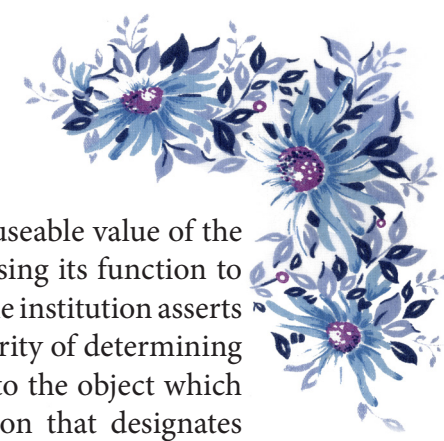 useable value of the
sing its function to
institution asserts
rity of determining
to the object which
on that designates